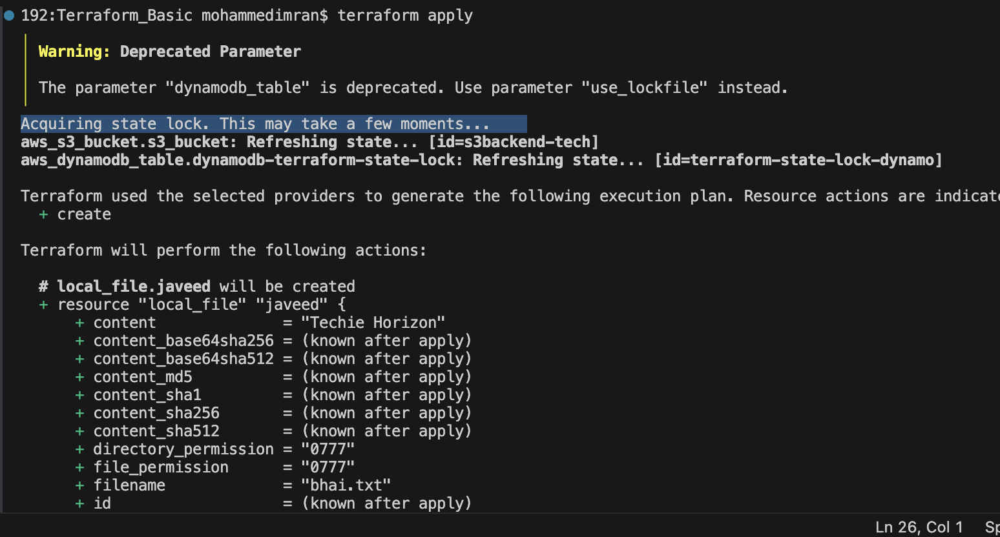 192:Terraform_Basic mohammedimran$ terraform apply
Warning: Deprecated Parameter
The parameter "dynamodb_table" is deprecated. Use parameter "use_lockfile" instead.
Acquiring state lock. This may take a few moments...
aws_s3_bucket.s3_bucket: Refreshing state... [id=s3backend-tech]
aws_dynamodb_table.dynamodb-terraform-state-lock: Refreshing state... [id=terraform-state-lock-dynamo]
Terraform used the selected providers to generate the following execution plan. Resource actions are indicate
+ create
Terraform will perform the following actions:
# local_file.javeed will be created
+ resource "local_file" "javeed" {
+ content = "Techie Horizon"
+ content_base64sha256 = (known after apply)
+ content_base64sha512 = (known after apply)
+ content_md5 = (known after apply)
+ content_sha1 = (known after apply)
+ content_sha256 = (known after apply)
+ content_sha512 = (known after apply)
+ directory_permission = "0777"
+ file_permission = "0777"
+ filename = "bhai.txt"
+ id = (known after apply)
Ln 26, Col 1 Sp